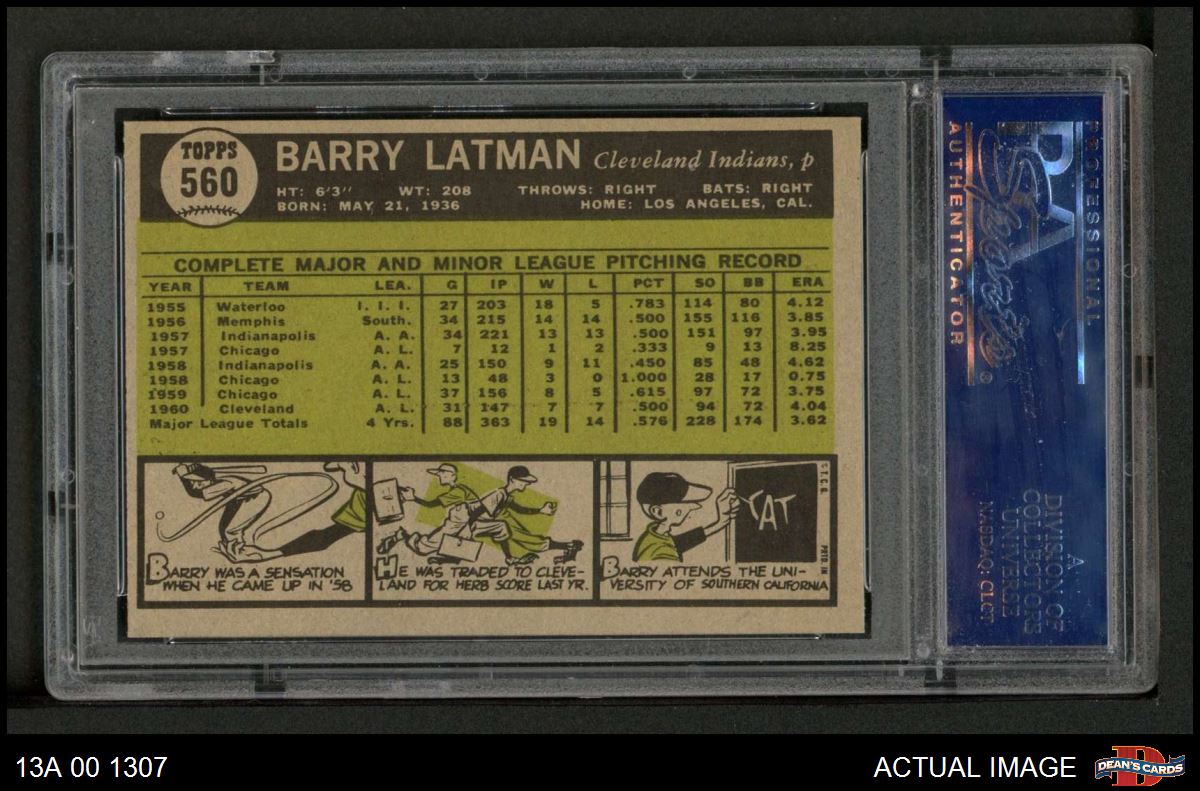 TOPPS
560
BARRY LATMAN Cleveland Indians, p
HT: 6'3" WT: 208 THROWS: RIGHT BATS: RIGHT
BORN: MAY 21, 1936 HOME: LOS ANGELES, CAL.
COMPLETE MAJOR AND MINOR LEAGUE PITCHING RECORD
YEAR TEAM LEA. G IP W L PCT SO BB ERA
1955 Waterloo I. I. I. 27 203 18 5 .783 114 80 4.12
1956 Memphis South. 34 215 14 14 .500 155 116 3.85
1957 Indianapolis A. A. 34 221 13 13 .500 151 97 3.95
1957 Chicago A. L. 7 12 1 2 .333 9 13 8.25
1958 Indianapolis A. A. 25 150 9 11 .450 85 48 4.62
1958 Chicago A. L. 13 48 3 0 1.000 28 17 0.75
1959 Chicago A. L. 37 156 8 5 .615 97 72 3.75
1960 Cleveland A. L. 31 147 7 7 .500 94 72 4.04
Major League Totals 4 Yrs. 88 363 19 14 .576 228 174 3.62
BARRY WAS A SENSATION
WHEN HE CAME UP IN '58
HE WAS TRADED TO CLEVE-
LAND FOR HERB SCORE LAST YR.
CAT
BARRY ATTENDS THE UNI-
VERSITY OF SOUTHERN CALIFORNIA
© T.C.G.
PRTD. IN
PROFESSIONAL
PSA
Sports
AUTHENTICATOR
A
DIVISION OF
COLLECTORS
UNIVERSE
NASDAQ: CLCT
13A 00 1307
ACTUAL IMAGE
DEAN'S CARDS